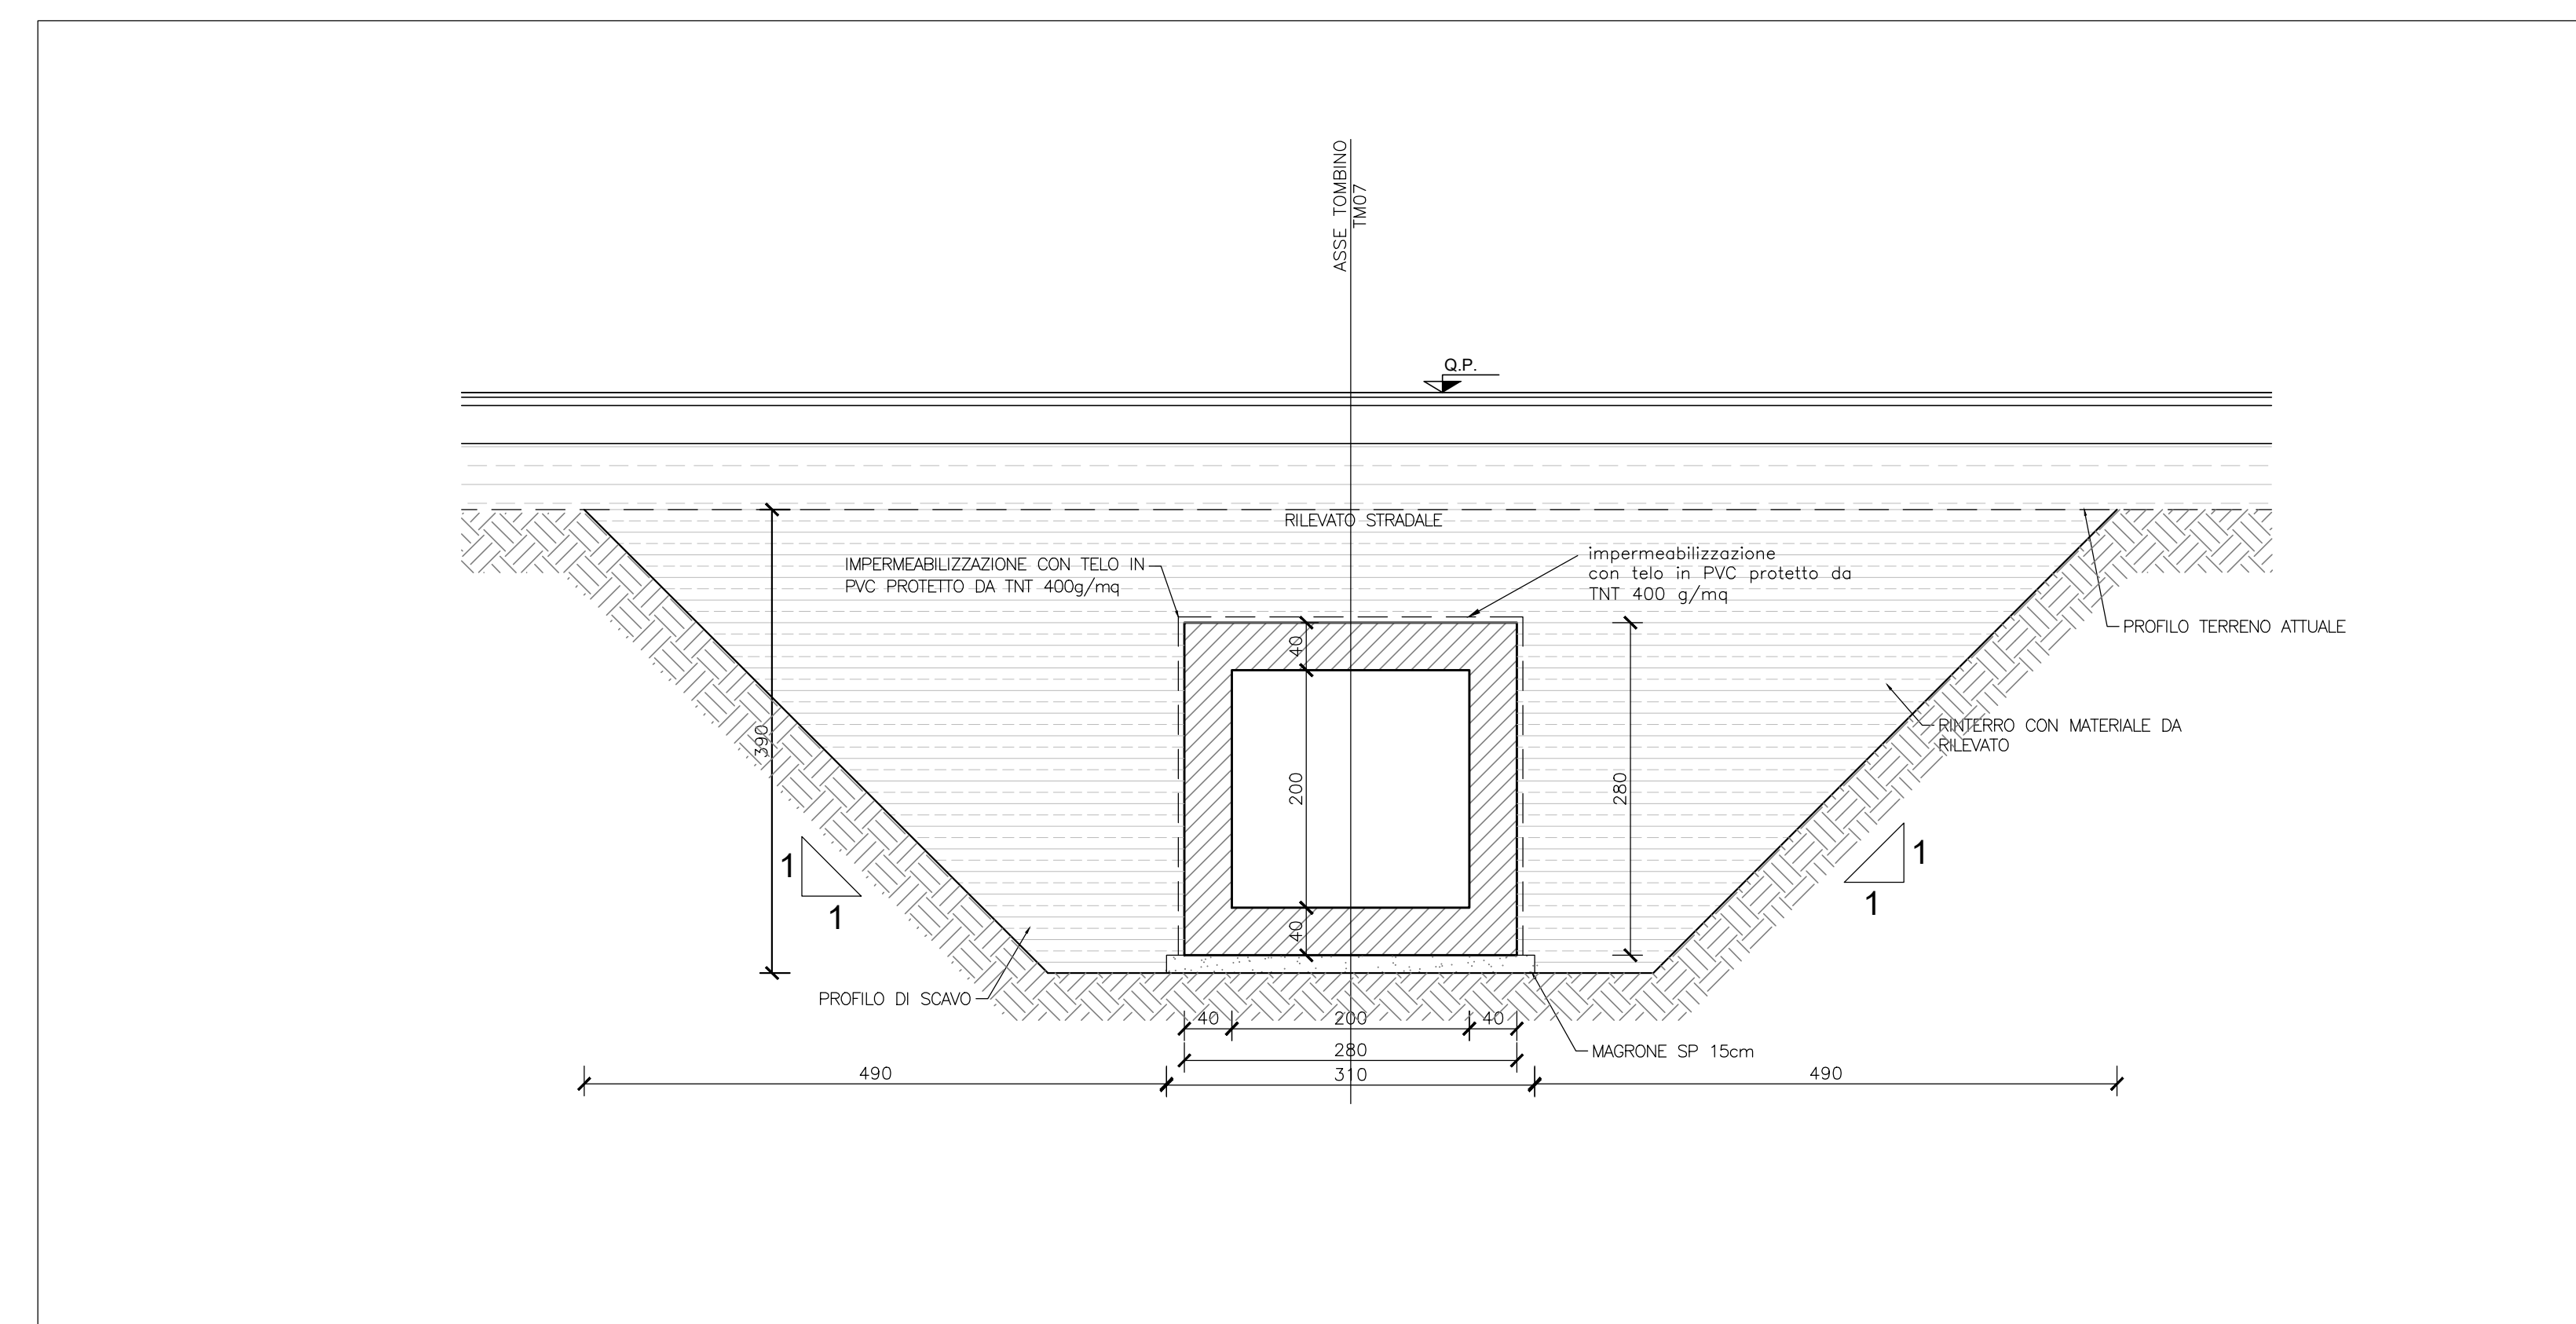 ASSE TOMBINO
TM07
Q.P.
RILEVATO STRADALE
IMPERMEABILIZZAZIONE CON TELO IN
PVC PROTETTO DA TNT 400g/mq
impermeabilizzazione
con telo in PVC protetto da
TNT 400 g/mq
PROFILO TERRENO ATTUALE
40
390
200
280
RINTERRO CON MATERIALE DA
RILEVATO
1
1
1
1
40
PROFILO DI SCAVO
40
200
40
280
MAGRONE SP 15cm
490
310
490